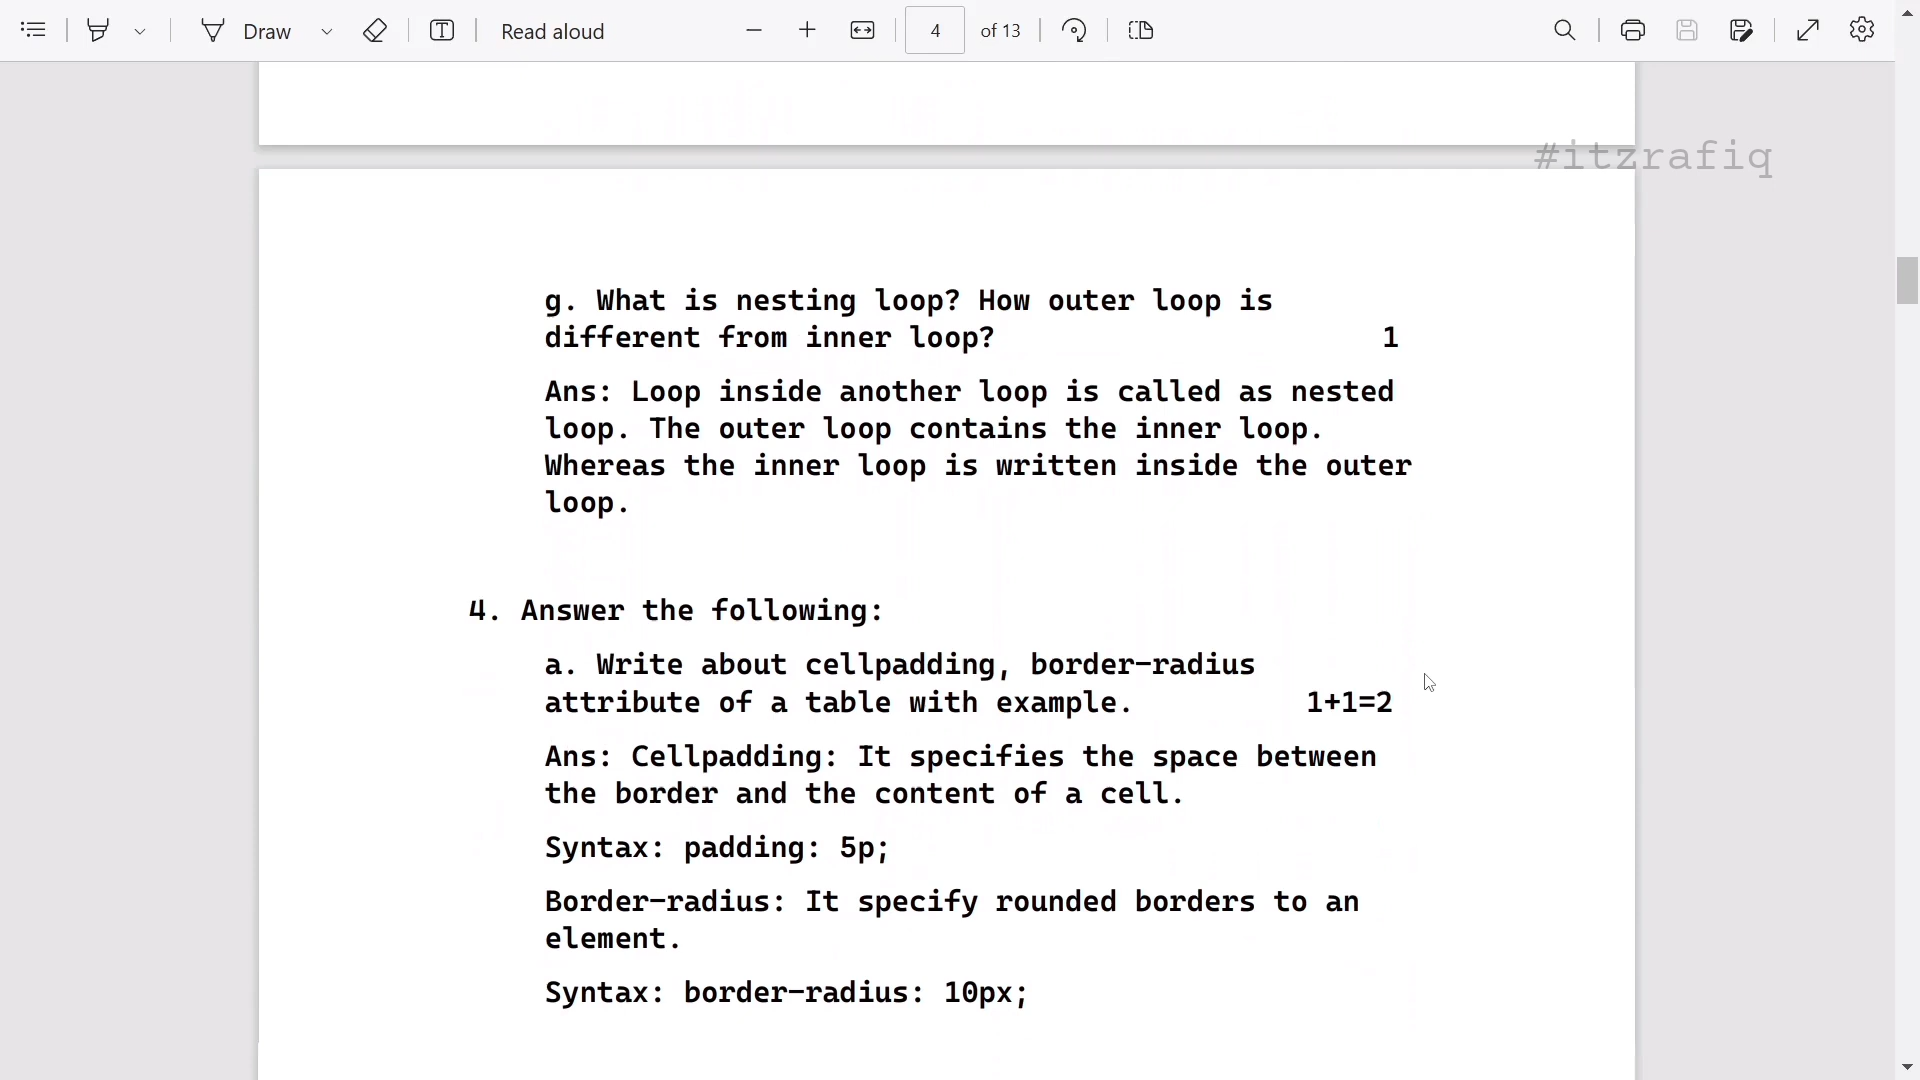 Draw
Read aloud
4 of 13
#itzrafiq
g. What is nesting loop? How outer loop is
different from inner loop? 1
Ans: Loop inside another loop is called as nested
loop. The outer loop contains the inner loop.
Whereas the inner loop is written inside the outer
loop.
4. Answer the following:
a. Write about cellpadding, border-radius
attribute of a table with example. 1+1=2
Ans: Cellpadding: It specifies the space between
the border and the content of a cell.
Syntax: padding: 5p;
Border-radius: It specify rounded borders to an
element.
Syntax: border-radius: 10px;